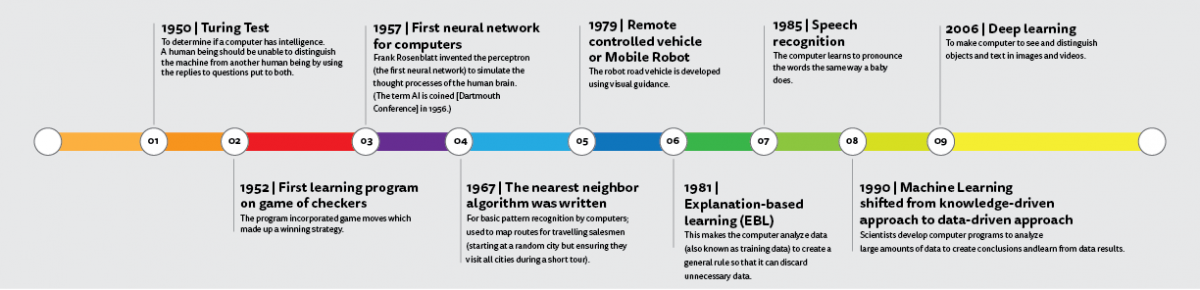 1950 | Turing Test
To determine if a computer has intelligence.
A human being should be unable to distinguish
the machine from another human being by using
the replies to questions put to both.
1957 | First neural network
for computers
Frank Rosenblatt invented the perceptron
(the first neural network) to simulate the
thought processes of the human brain.
(The term AI is coined [Dartmouth
Conference] in 1956.)
1979 | Remote
controlled vehicle
or Mobile Robot
The robot road vehicle is developed
using visual guidance.
1985 | Speech
recognition
The computer learns to pronounce
the words the same way a baby
does.
2006 | Deep learning
To make computer to see and distinguish
objects and text in images and videos.
01 02 03 04 05 06 07 08 09
1952 | First learning program
on game of checkers
The program incorporated game moves which
made up a winning strategy.
1967 | The nearest neighbor
algorithm was written
For basic pattern recognition by computers;
used to map routes for travelling salesmen
(starting at a random city but ensuring they
visit all cities during a short tour).
1981 |
Explanation-based
learning (EBL)
This makes the computer analyze data
(also known as training data) to create a
general rule so that it can discard
unnecessary data.
1990 | Machine Learning
shifted from knowledge-driven
approach to data-driven approach
Scientists develop computer programs to analyze
large amounts of data to create conclusions andlearn from data results.